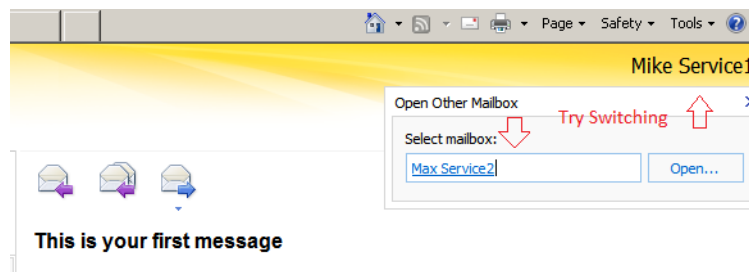 Page Safety Tools
Mike Service1
Open Other Mailbox
Try Switching
Select mailbox:
Max Service2
Open...
This is your first message